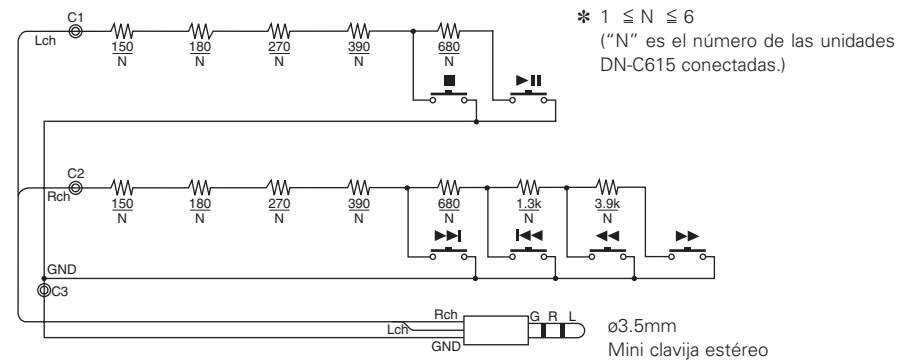 C1
Lch
150
N
180
N
270
N
390
N
680
N
✱ 1 ≦ N ≦ 6
(“N” es el número de las unidades
DN-C615 conectadas.)
C2
Rch
150
N
180
N
270
N
390
N
680
N
1.3k
N
3.9k
N
GND
C3
Rch
Lch
GND
G R L
ø3.5mm
Mini clavija estéreo